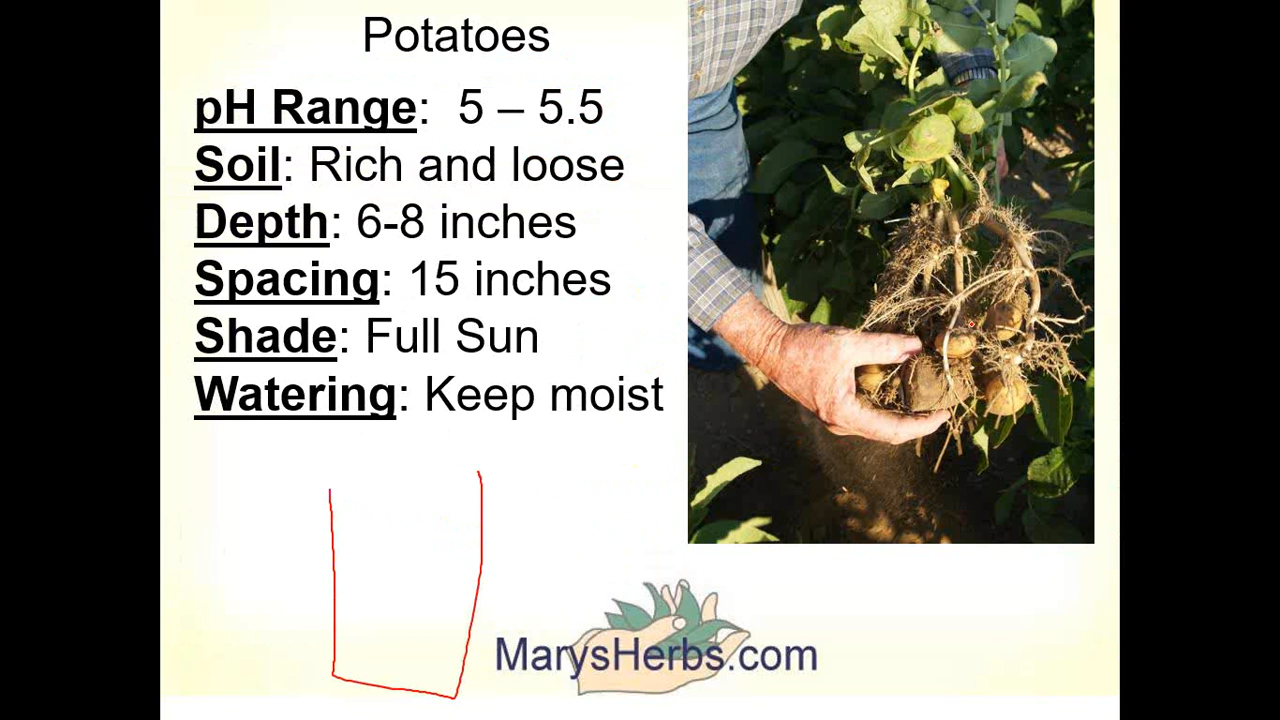 Potatoes
pH Range:  5 – 5.5
Soil: Rich and loose
Depth: 6-8 inches
Spacing: 15 inches
Shade: Full Sun
Watering: Keep moist
MarysHerbs.com